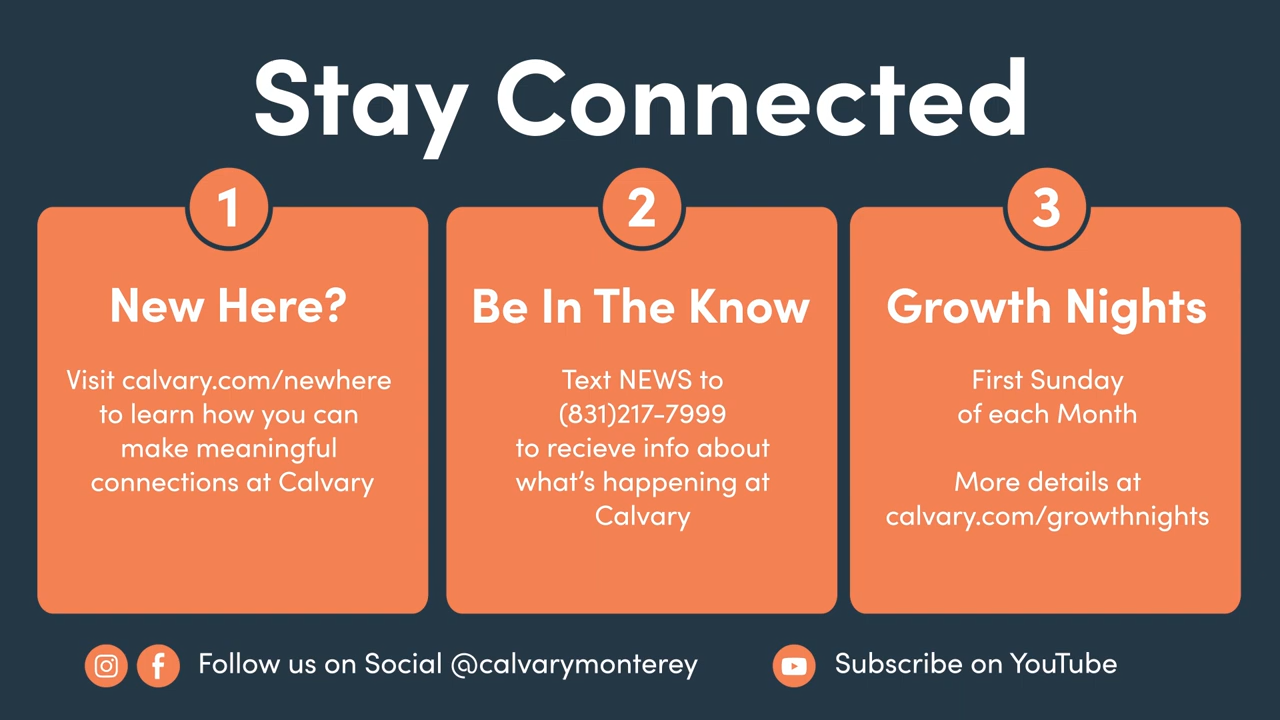 Stay Connected
1
New Here?
Visit calvary.com/newhere
to learn how you can
make meaningful
connections at Calvary
2
Be In The Know
Text NEWS to
(831)217-7999
to recieve info about
what’s happening at
Calvary
3
Growth Nights
First Sunday
of each Month
More details at
calvary.com/growthnights
Follow us on Social @calvarymonterey
Subscribe on YouTube